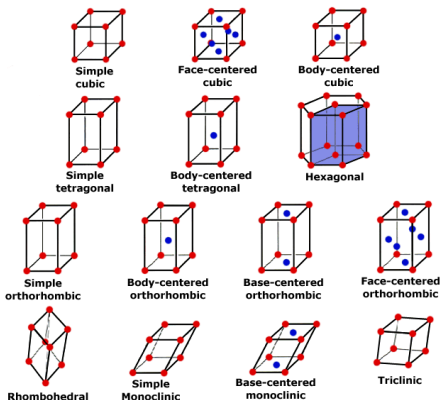 Simple
cubic
Face-centered
cubic
Body-centered
cubic
Simple
tetragonal
Body-centered
tetragonal
Hexagonal
Simple
orthorhombic
Body-centered
orthorhombic
Base-centered
orthorhombic
Face-centered
orthorhombic
Rhombohedral
Simple
Monoclinic
Base-centered
monoclinic
Triclinic